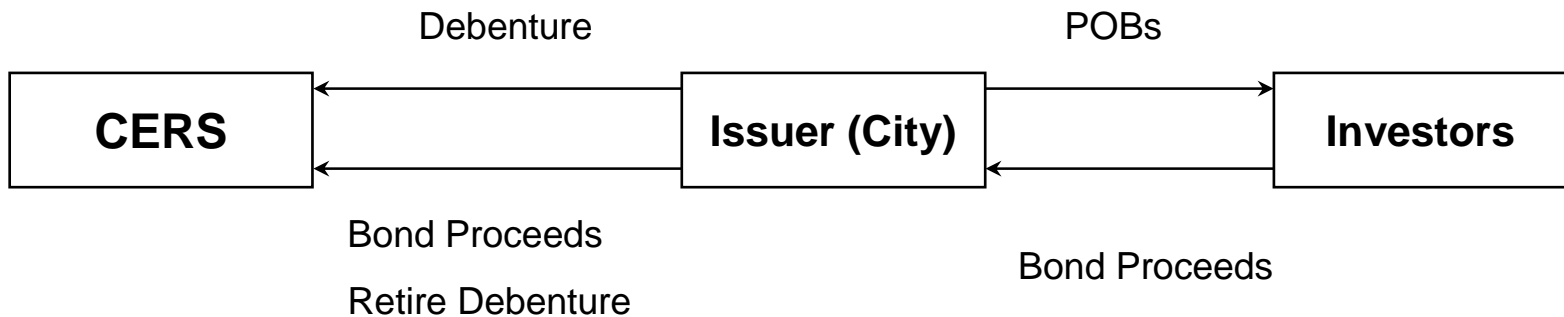 Debenture
POBs
CERS
Issuer (City)
Investors
Bond Proceeds
Retire Debenture
Bond Proceeds